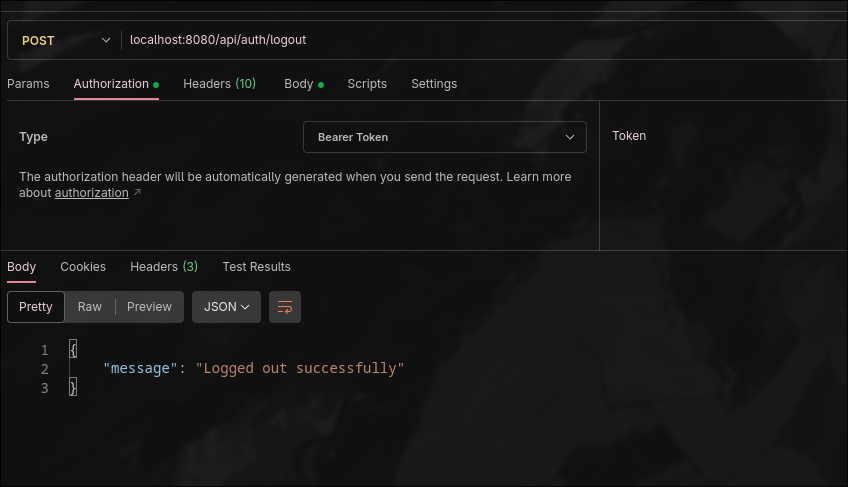 POST localhost:8080/api/auth/logout
Params Authorization Headers (10) Body Scripts Settings
Type Bearer Token Token
The authorization header will be automatically generated when you send the request. Learn more
about authorization ↗
Body Cookies Headers (3) Test Results
Pretty Raw Preview JSON
1 {
2 "message": "Logged out successfully"
3 }